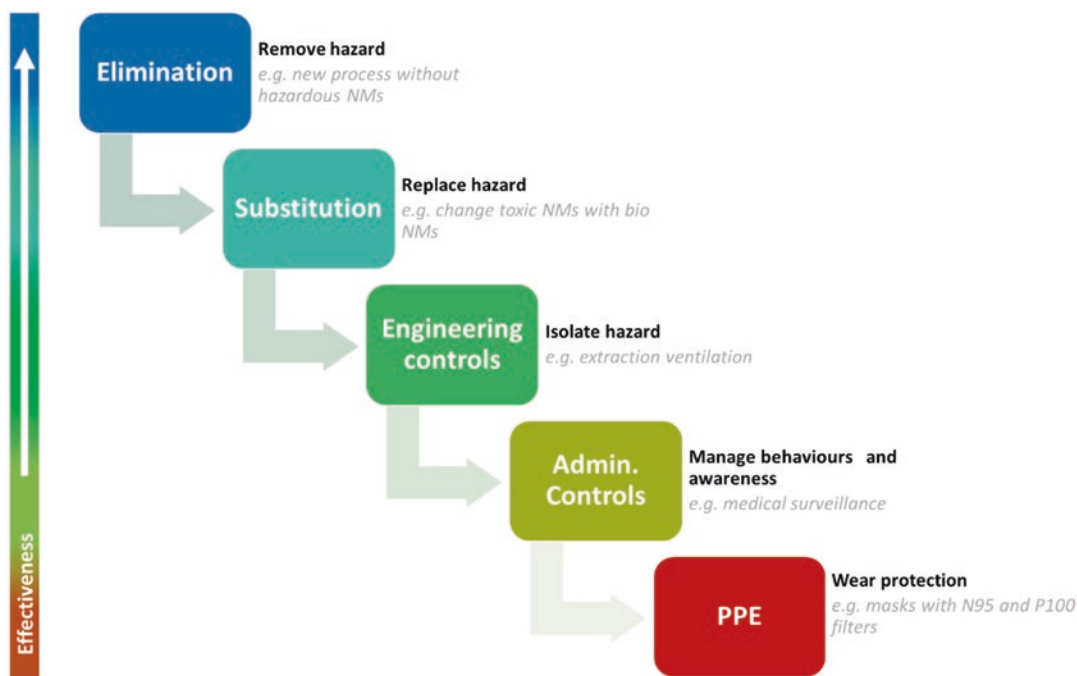 Elimination
Remove hazard
e.g. new process without
hazardous NMs
Substitution
Replace hazard
e.g. change toxic NMs with bio
NMs
Engineering
controls
Isolate hazard
e.g. extraction ventilation
Admin.
Controls
Manage behaviours and
awareness
e.g. medical surveillance
PPE
Wear protection
e.g. masks with N95 and P100
filters
Effectiveness